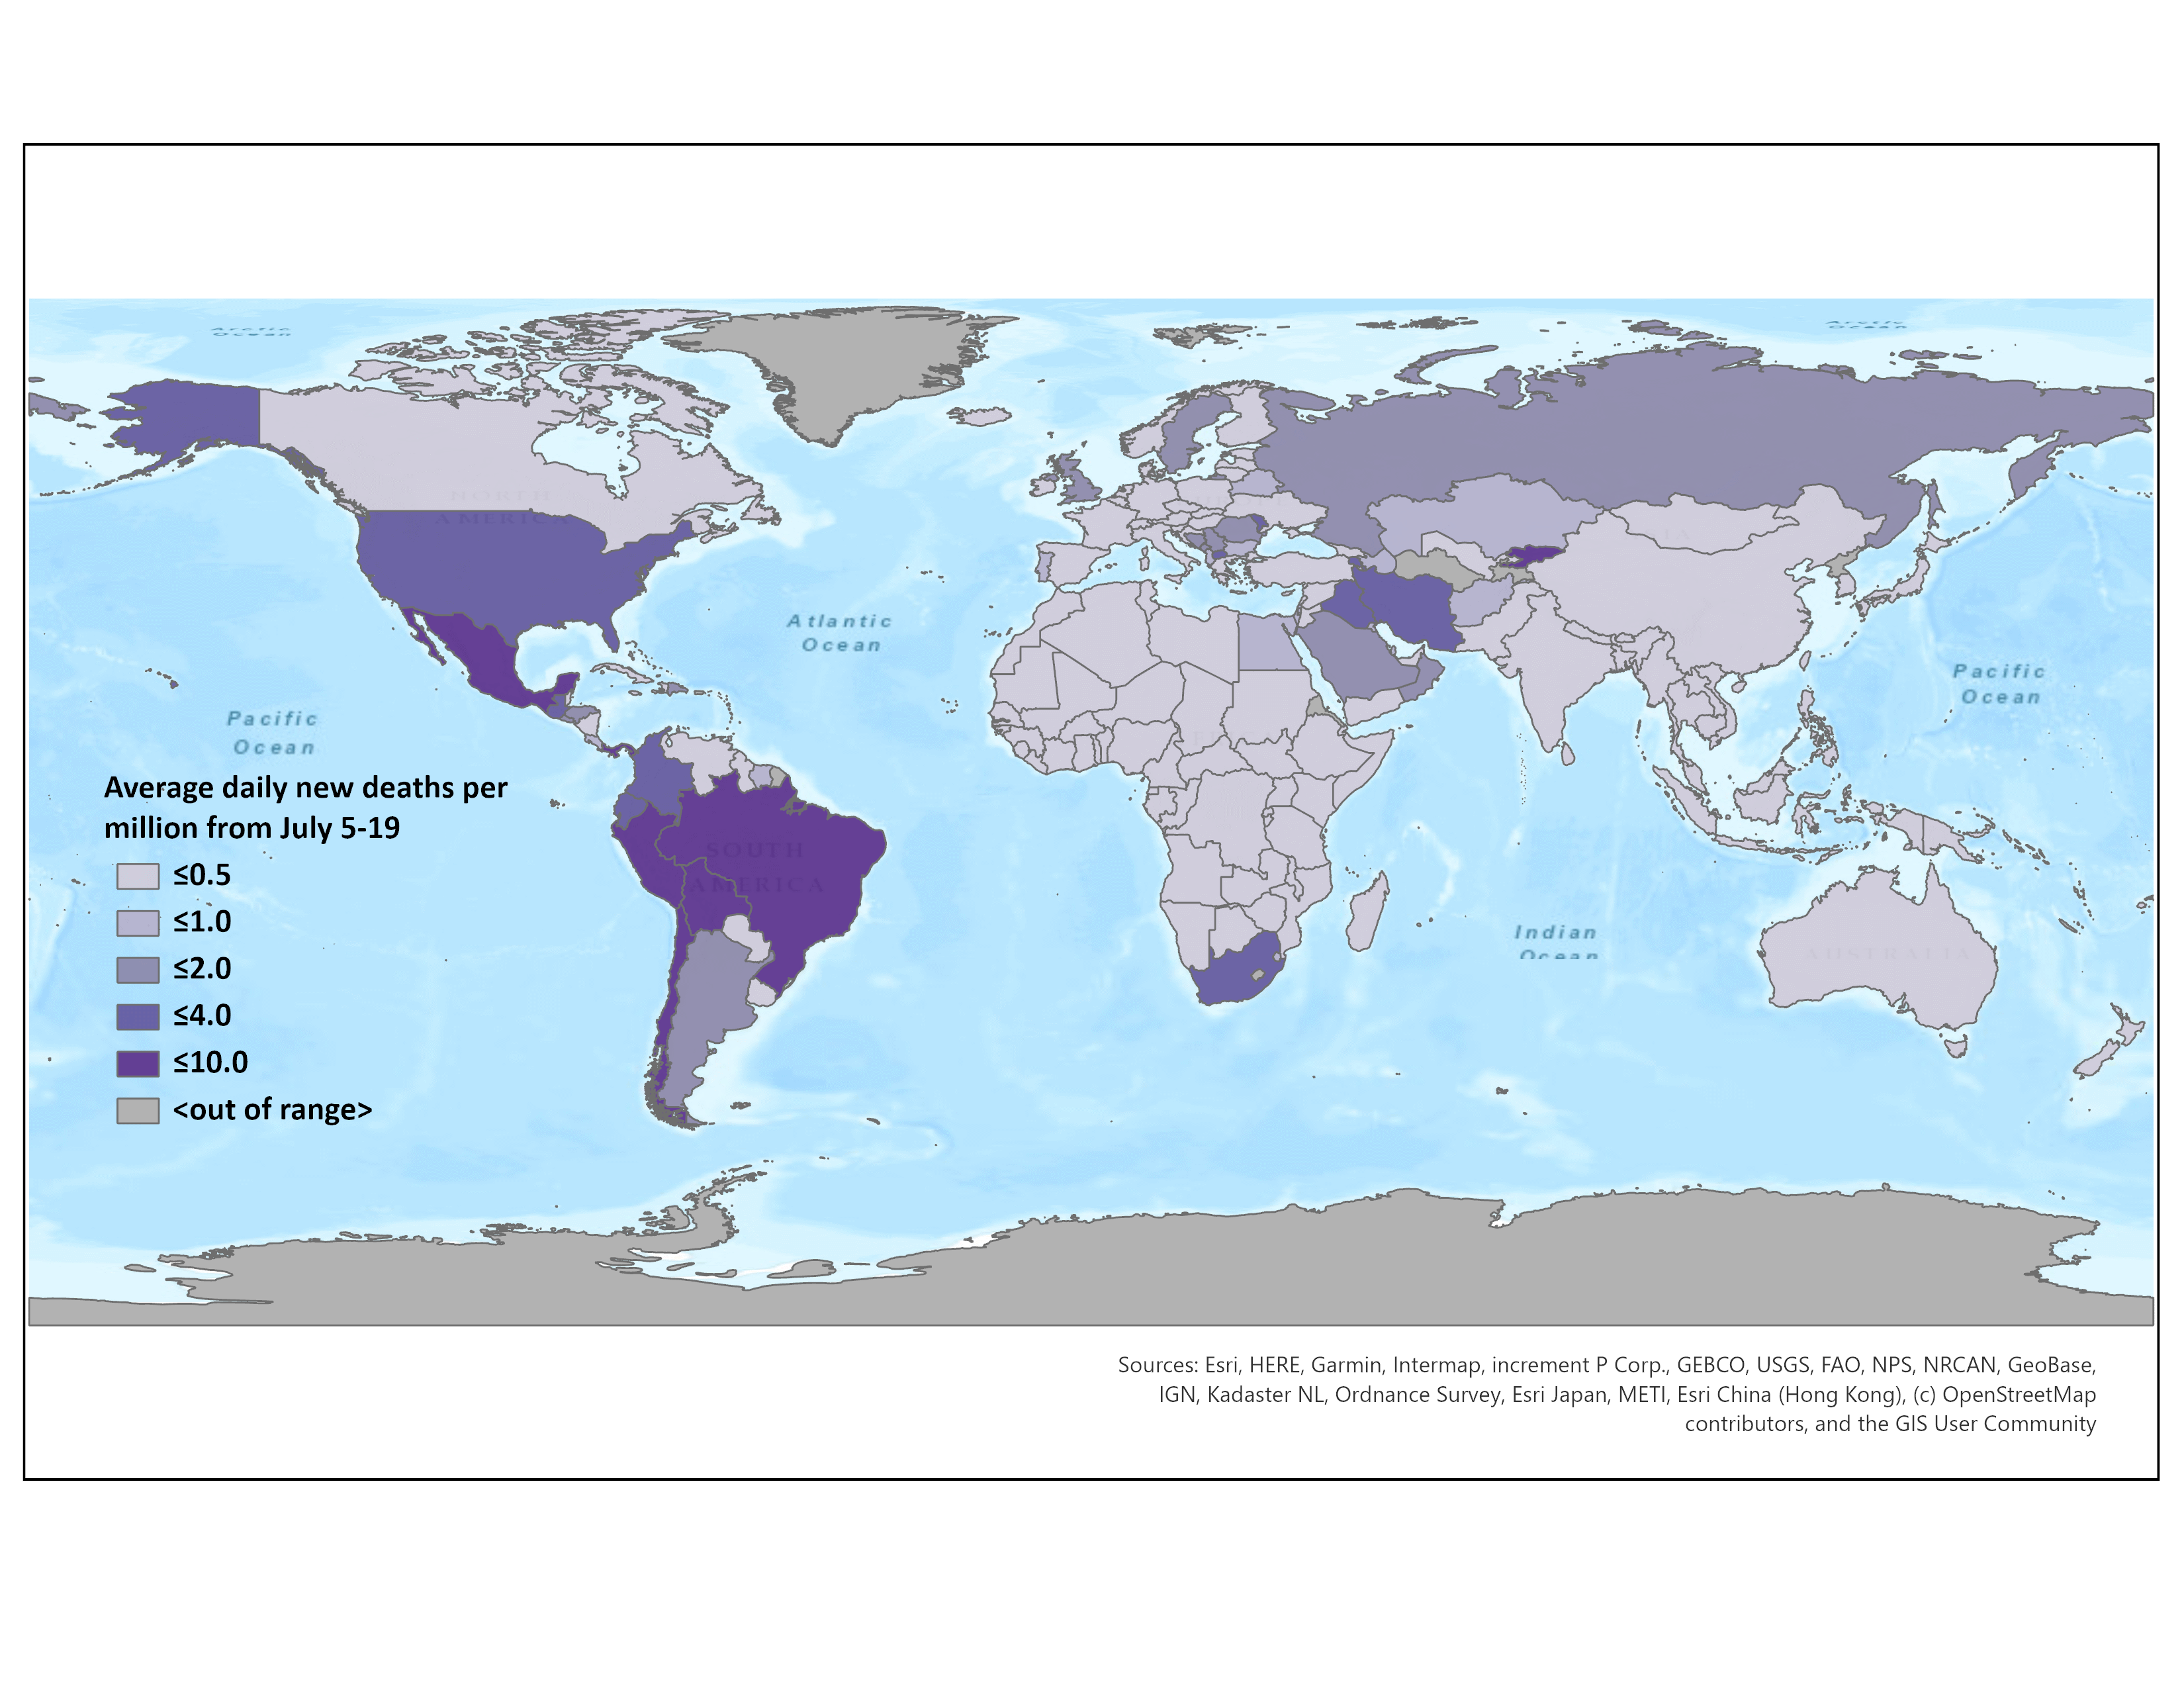 Arctic
Ocean
Arctic
Ocean
NORTH
AMERICA
Atlantic
Ocean
Pacific
Ocean
Pacific
Ocean
SOUTH
AMERICA
Indian
Ocean
AUSTRALIA
Average daily new deaths per
million from July 5-19
≤0.5
≤1.0
≤2.0
≤4.0
≤10.0
<out of range>
Sources: Esri, HERE, Garmin, Intermap, increment P Corp., GEBCO, USGS, FAO, NPS, NRCAN, GeoBase,
IGN, Kadaster NL, Ordnance Survey, Esri Japan, METI, Esri China (Hong Kong), (c) OpenStreetMap
contributors, and the GIS User Community